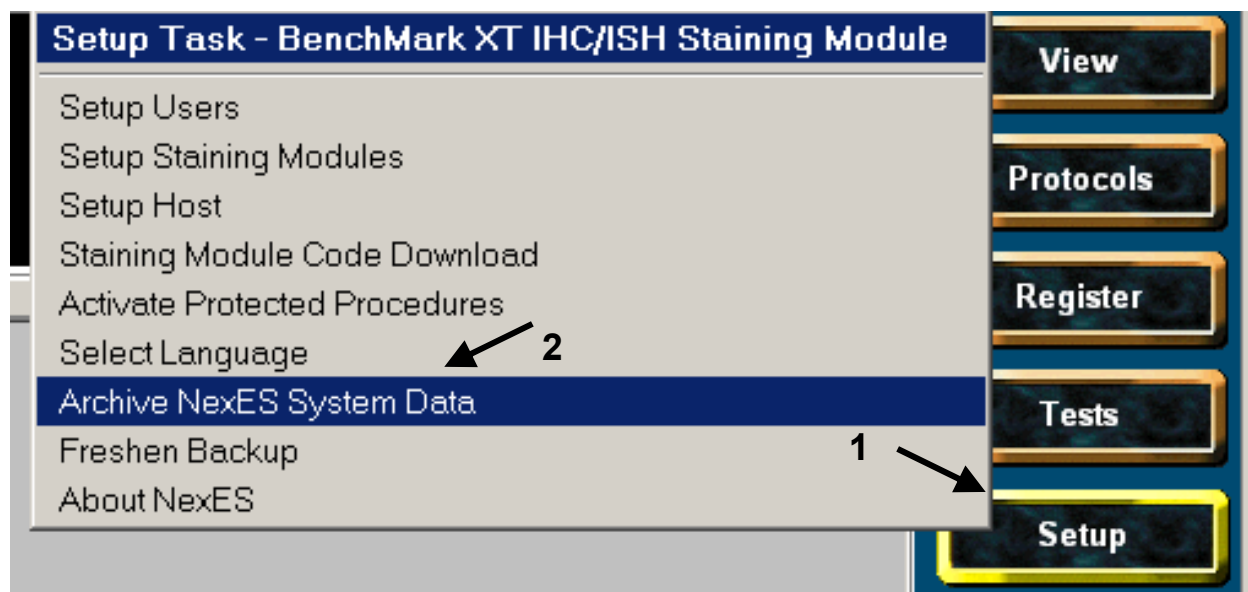 Setup Task - BenchMark XT IHC/ISH Staining Module
Setup Users
Setup Staining Modules
Setup Host
Staining Module Code Download
Activate Protected Procedures
Select Language
2
Archive NexES System Data
Freshen Backup
1
About NexES
View
Protocols
Register
Tests
Setup